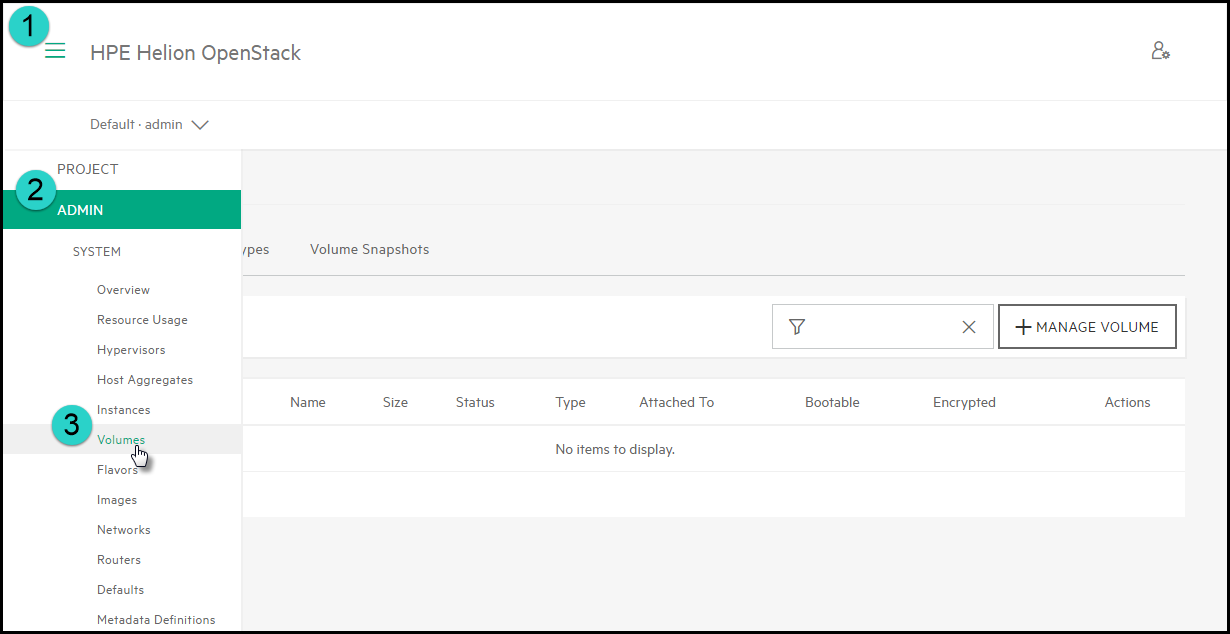 1
HPE Helion OpenStack
Default · admin
PROJECT
2
ADMIN
SYSTEM
Overview
Resource Usage
Hypervisors
Host Aggregates
Instances
3
Volumes
Flavors
Images
Networks
Routers
Defaults
Metadata Definitions
ypes Volume Snapshots
MANAGE VOLUME
Name Size Status Type Attached To Bootable Encrypted Actions
No items to display.